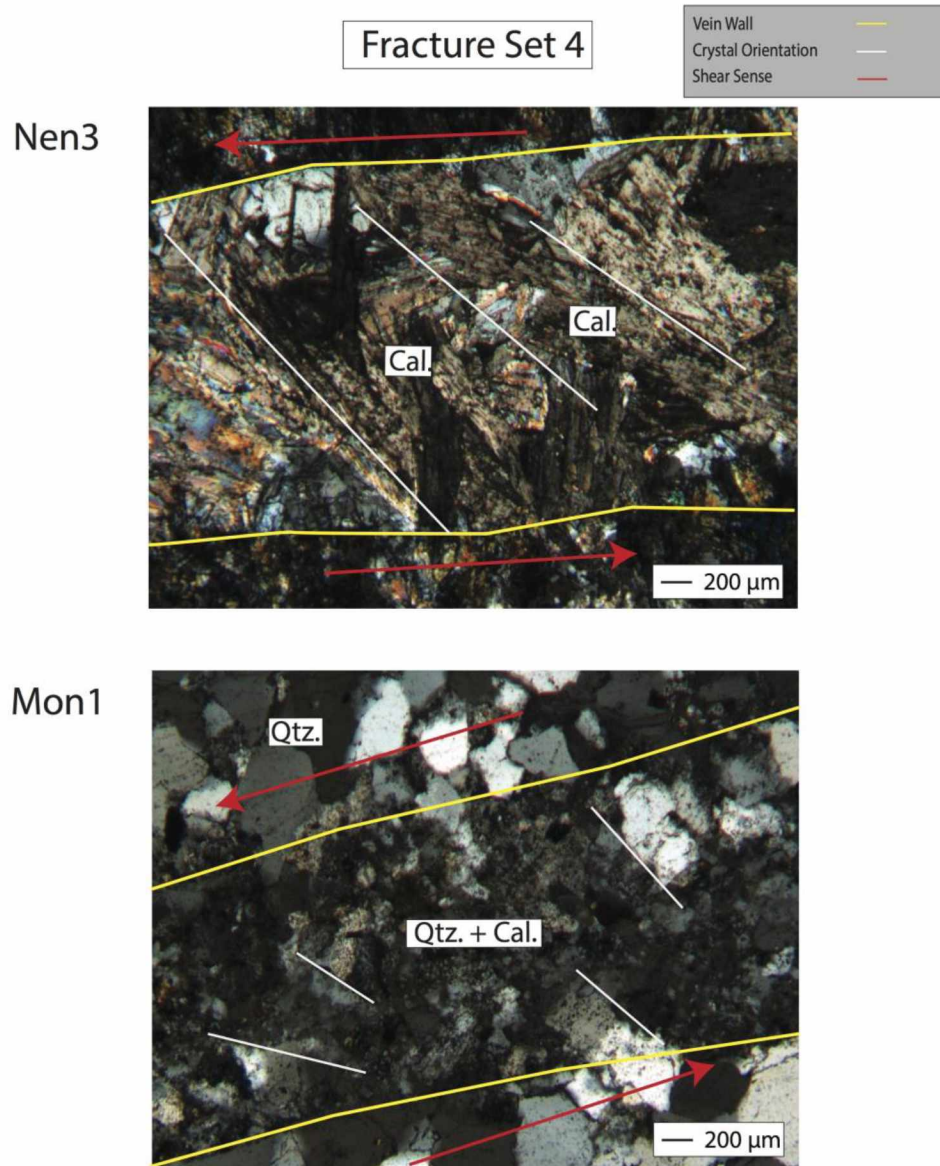 Fracture Set 4
Vein Wall
Crystal Orientation
Shear Sense
Nen3
Cal.
Cal.
200 µm
Mon1
Qtz.
Qtz. + Cal.
200 µm